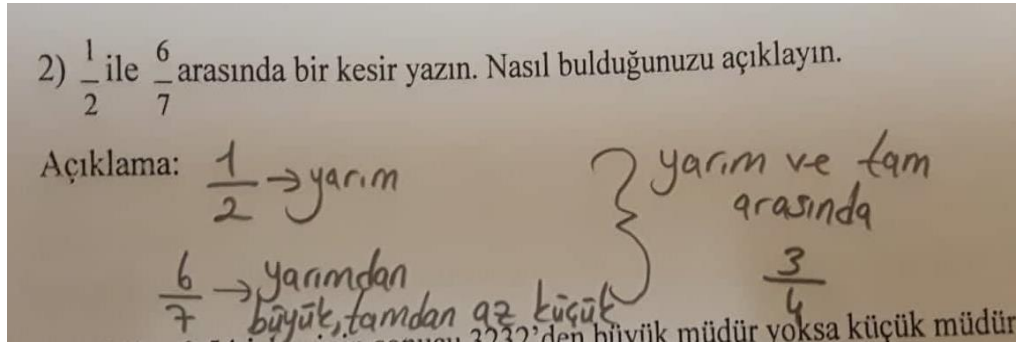 2) 1/2 ile 6/7 arasında bir kesir yazın. Nasıl bulduğunuzu açıklayın.
Açıklama: 1/2 → yarım
6/7 → yarımdan
büyük, tamdan az küçük
} yarım ve tam
arasında
3/4
3232'den büyük müdür yoksa küçük müdür